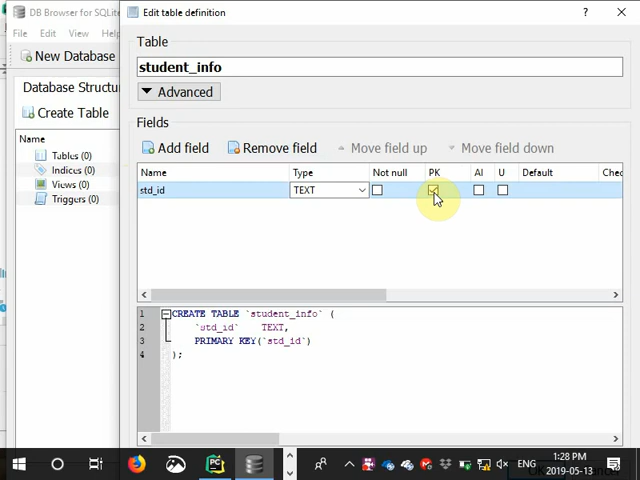 DB Browser for SQLite
File Edit View
New Database
Database Structu
Create Table
Name
Tables (0)
Indices (0)
Views (0)
Triggers (0)
Edit table definition
?
Table
student_info
Advanced
Fields
Add field Remove field Move field up Move field down
Name Type Not null PK AI U Default Chec
std_id TEXT
1 CREATE TABLE `student_info` (
2 `std_id` TEXT,
3 PRIMARY KEY(`std_id`)
4 );
PC
ENG
1:28 PM
2019-05-13